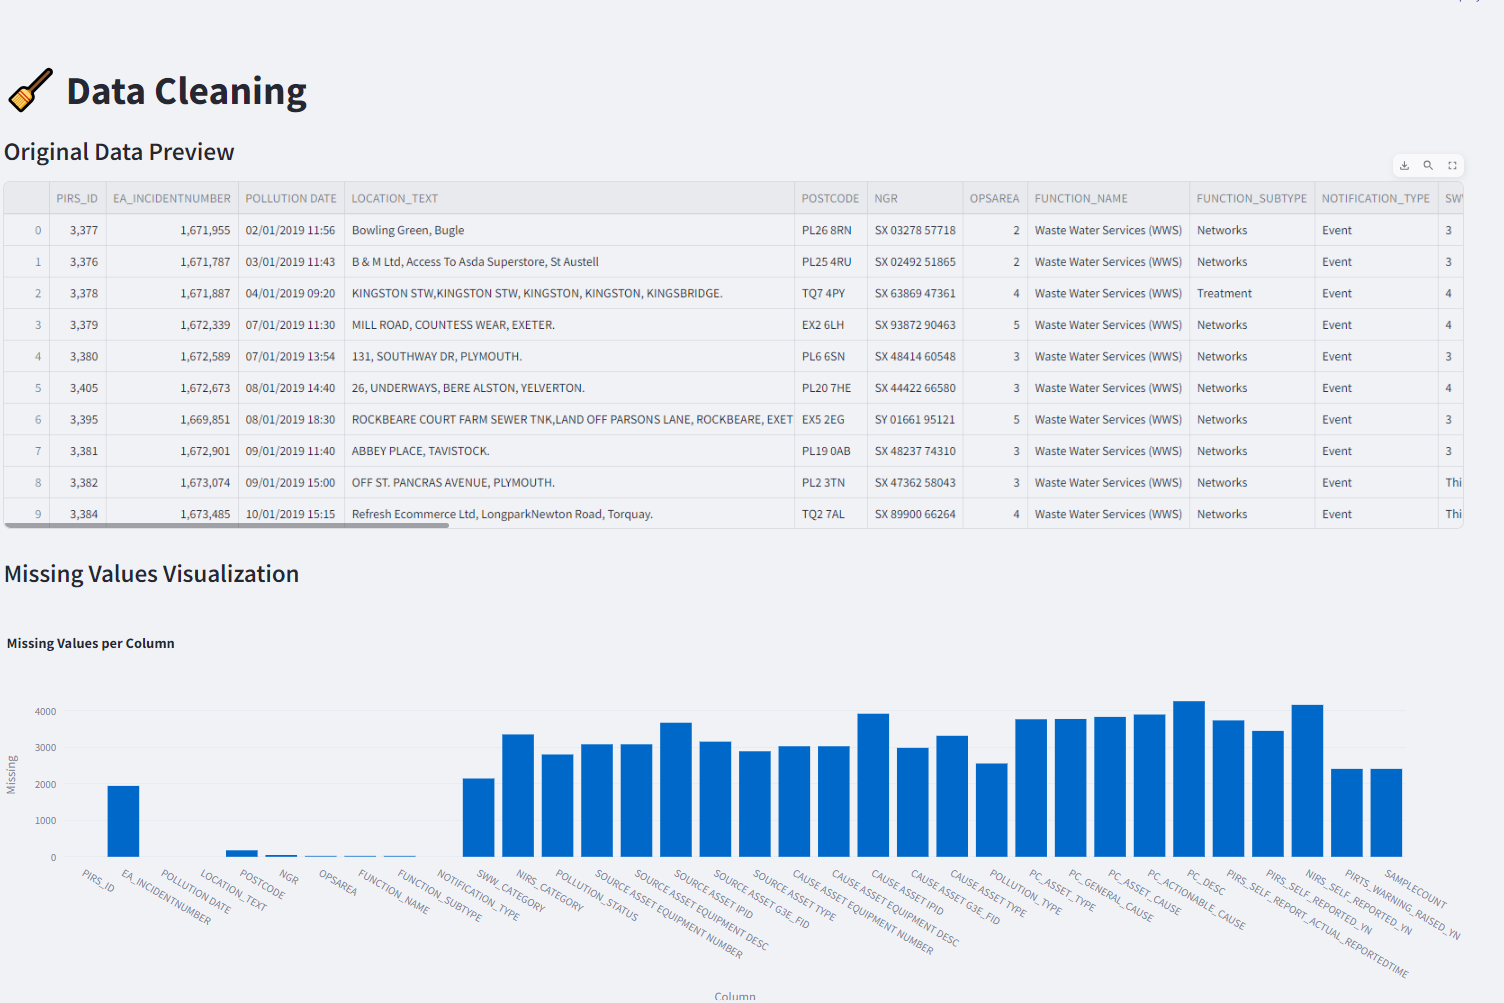 Data Cleaning
Original Data Preview
PIRS_ID EA_INCIDENTNUMBER POLLUTION DATE LOCATION_TEXT POSTCODE NGR OPSAREA FUNCTION_NAME FUNCTION_SUBTYPE NOTIFICATION_TYPE SW
0 3,377 1,671,955 02/01/2019 11:56 Bowling Green, Bugle PL26 8RN SX 03278 57718 2 Waste Water Services (WWS) Networks Event 3
1 3,376 1,671,787 03/01/2019 11:43 B & M Ltd, Access To Asda Superstore, St Austell PL25 4RU SX 02492 51865 2 Waste Water Services (WWS) Networks Event 3
2 3,378 1,671,887 04/01/2019 09:20 KINGSTON STW,KINGSTON STW, KINGSTON, KINGSTON, KINGSBRIDGE. TQ7 4PY SX 63869 47361 4 Waste Water Services (WWS) Treatment Event 4
3 3,379 1,672,339 07/01/2019 11:30 MILL ROAD, COUNTESS WEAR, EXETER. EX2 6LH SX 93872 90463 5 Waste Water Services (WWS) Networks Event 4
4 3,380 1,672,589 07/01/2019 13:54 131, SOUTHWAY DR, PLYMOUTH. PL6 6SN SX 48414 60548 3 Waste Water Services (WWS) Networks Event 3
5 3,405 1,672,673 08/01/2019 14:40 26, UNDERWAYS, BERE ALSTON, YELVERTON. PL20 7HE SX 44422 66580 3 Waste Water Services (WWS) Networks Event 4
6 3,395 1,669,851 08/01/2019 18:30 ROCKBEARE COURT FARM SEWER TNK,LAND OFF PARSONS LANE, ROCKBEARE, EXET EX5 2EG SY 01661 95121 5 Waste Water Services (WWS) Networks Event 3
7 3,381 1,672,901 09/01/2019 11:40 ABBEY PLACE, TAVISTOCK. PL19 0AB SX 48237 74310 3 Waste Water Services (WWS) Networks Event 3
8 3,382 1,673,074 09/01/2019 15:00 OFF ST. PANCRAS AVENUE, PLYMOUTH. PL2 3TN SX 47362 58043 3 Waste Water Services (WWS) Networks Event Thi
9 3,384 1,673,485 10/01/2019 15:15 Refresh Ecommerce Ltd, LongparkNewton Road, Torquay. TQ2 7AL SX 89900 66264 4 Waste Water Services (WWS) Networks Event Thi
Missing Values Visualization
Missing Values per Column
4000
3000
2000
1000
0
Missing
PIRS_ID
EA_INCIDENTNUMBER
POLLUTION DATE
LOCATION_TEXT
POSTCODE
NGR
OPSAREA
FUNCTION_NAME
FUNCTION_SUBTYPE
NOTIFICATION_TYPE
SWW_CATEGORY
NIRS_CATEGORY
POLLUTION_STATUS
SOURCE ASSET EQUIPMENT NUMBER
SOURCE ASSET EQUIPMENT DESC
SOURCE ASSET IPID
SOURCE ASSET G3E_FID
SOURCE ASSET TYPE
CAUSE ASSET EQUIPMENT NUMBER
CAUSE ASSET EQUIPMENT DESC
CAUSE ASSET IPID
CAUSE ASSET G3E_FID
CAUSE ASSET TYPE
POLLUTION_TYPE
PC_ASSET_TYPE
PC_GENERAL_CAUSE
PC_ASSET_CAUSE
PC_ACTIONABLE_CAUSE
PC_DESC
PIRS_SELF_REPORT_ACTUAL_REPORTEDTIME
PIRS_SELF_REPORTED_YN
NIRS_SELF_REPORTED_YN
PIRTS_WARNING_RAISED_YN
SAMPLECOUNT
Column